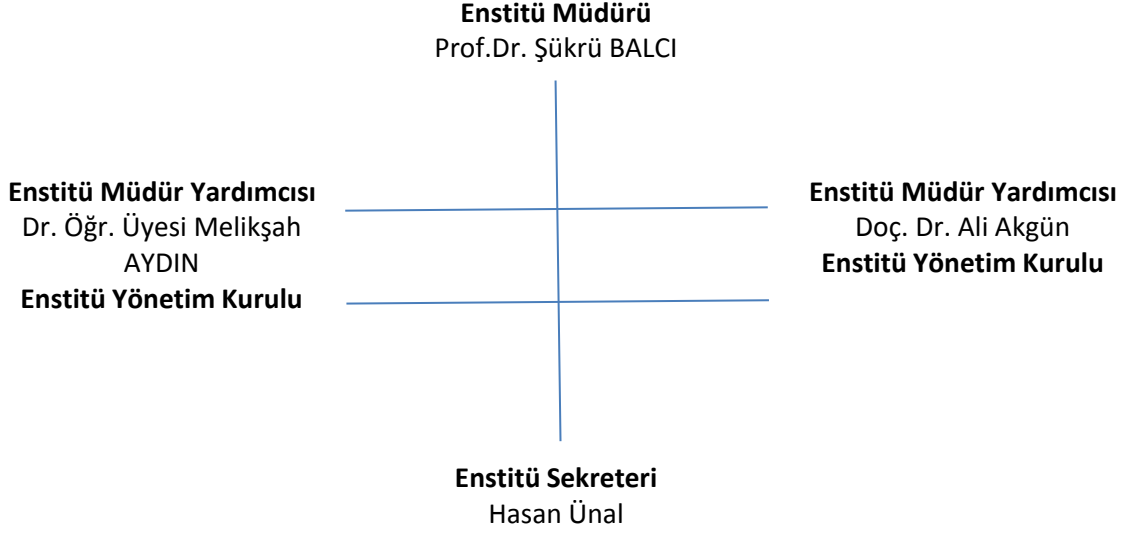 Enstitü Müdürü
Prof.Dr. Şükrü BALCI
Enstitü Müdür Yardımcısı
Dr. Öğr. Üyesi Melikşah
AYDIN
Enstitü Yönetim Kurulu
Enstitü Müdür Yardımcısı
Doç. Dr. Ali Akgün
Enstitü Yönetim Kurulu
Enstitü Sekreteri
Hasan Ünal